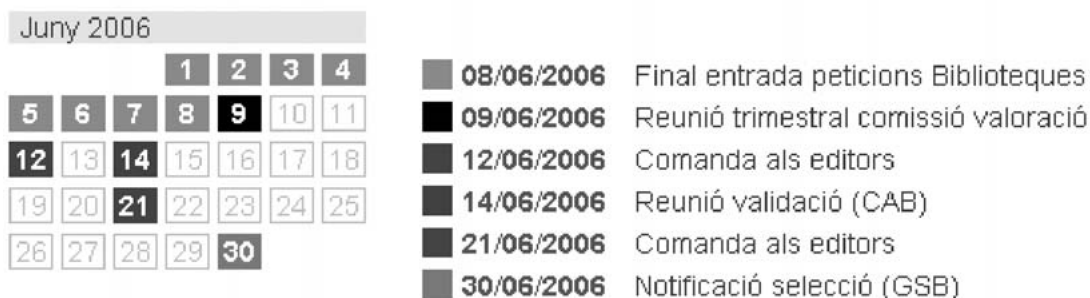 Juny 2006
1 2 3 4
5 6 7 8 9 10 11
12 13 14 15 16 17 18
19 20 21 22 23 24 25
26 27 28 29 30
08/06/2006 Final entrada peticions Biblioteques
09/06/2006 Reunió trimestral comissió valoració
12/06/2006 Comanda als editors
14/06/2006 Reunió validació (CAB)
21/06/2006 Comanda als editors
30/06/2006 Notificació selecció (GSB)